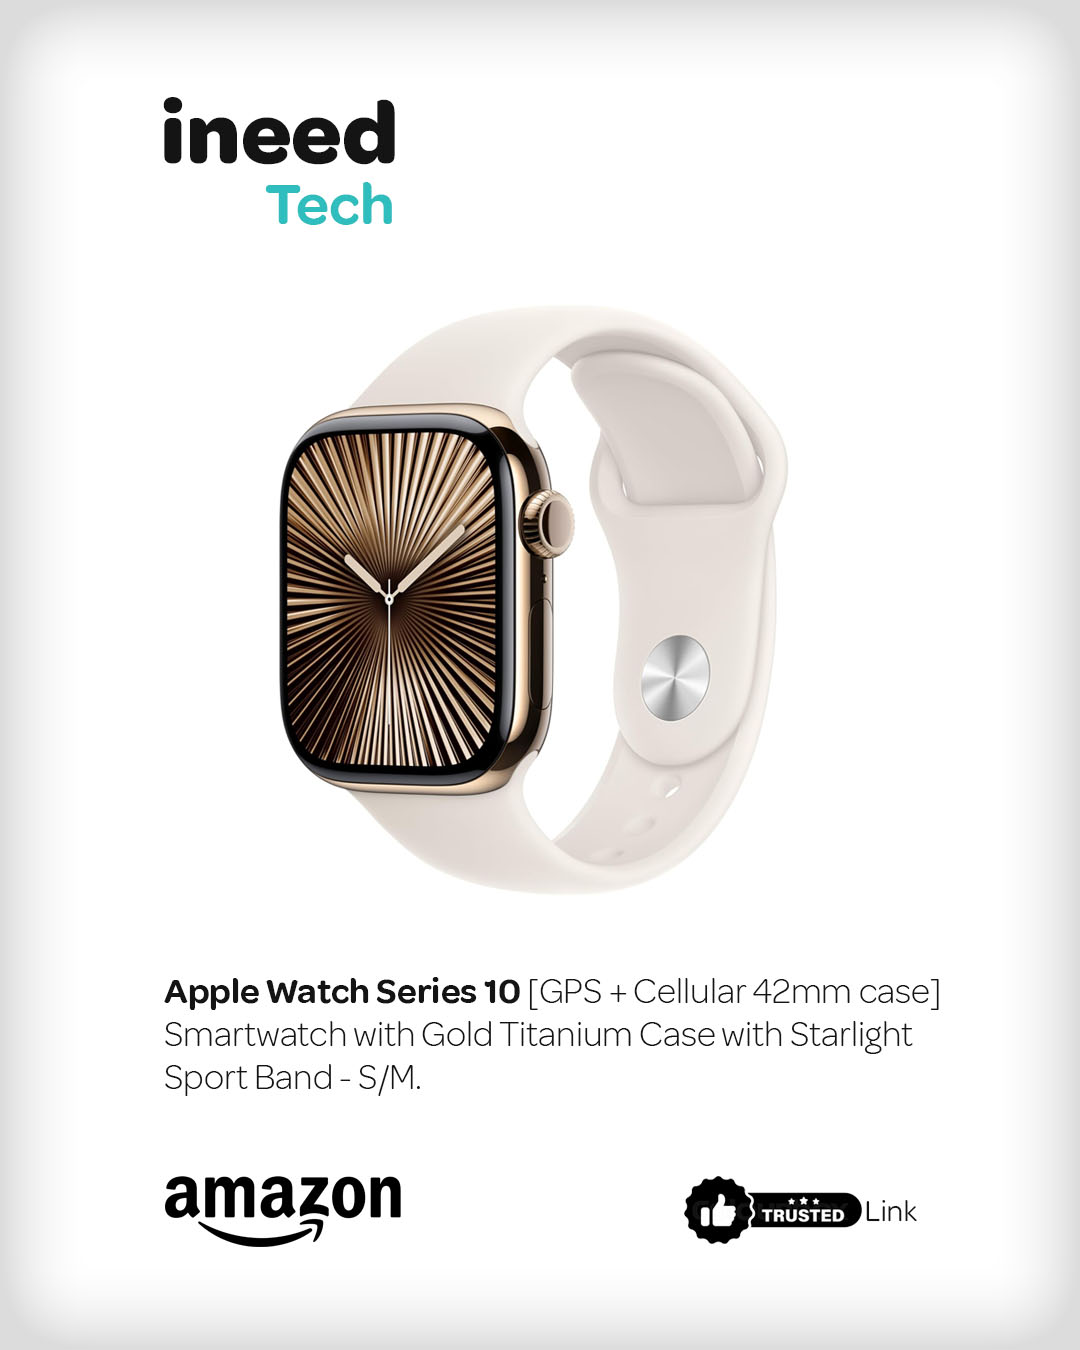 ineed
Tech
Apple Watch Series 10 [GPS + Cellular 42mm case]
Smartwatch with Gold Titanium Case with Starlight
Sport Band - S/M.
amazon
TRUSTED Link